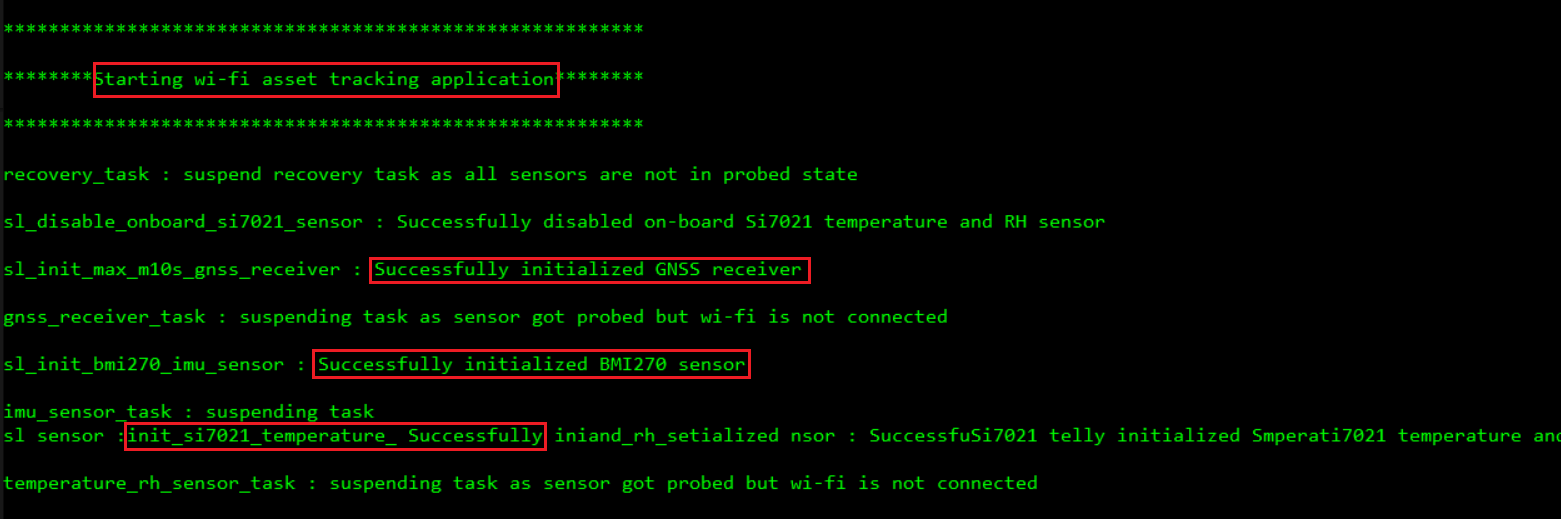 *********************************************************
********Starting wi-fi asset tracking application********
*********************************************************
recovery_task : suspend recovery task as all sensors are not in probed state
sl_disable_onboard_si7021_sensor : Successfully disabled on-board Si7021 temperature and RH sensor
sl_init_max_m10s_gnss_receiver : Successfully initialized GNSS receiver
gnss_receiver_task : suspending task as sensor got probed but wi-fi is not connected
sl_init_bmi270_imu_sensor : Successfully initialized BMI270 sensor
imu_sensor_task : suspending task
sl sensor :init_si7021_temperature_ Successfully iniand_rh_setialized nsor : SuccessfuSi7021 telly initialized Smperati7021 temperature and
temperature_rh_sensor_task : suspending task as sensor got probed but wi-fi is not connected